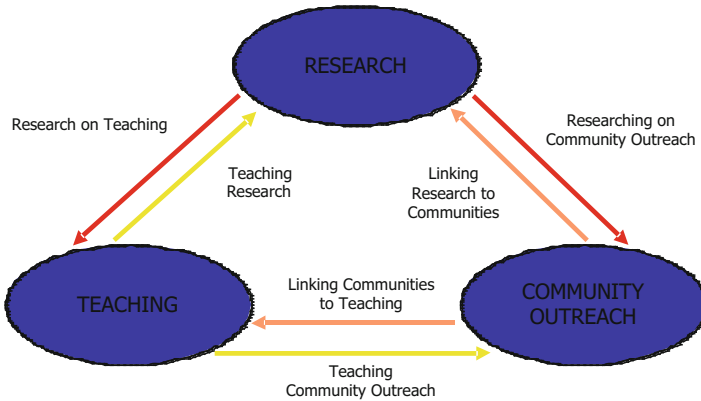 RESEARCH
Research on Teaching
Researching on
Community Outreach
Teaching
Research
Linking
Research to
Communities
TEACHING
Linking Communities
to Teaching
COMMUNITY
OUTREACH
Teaching
Community Outreach